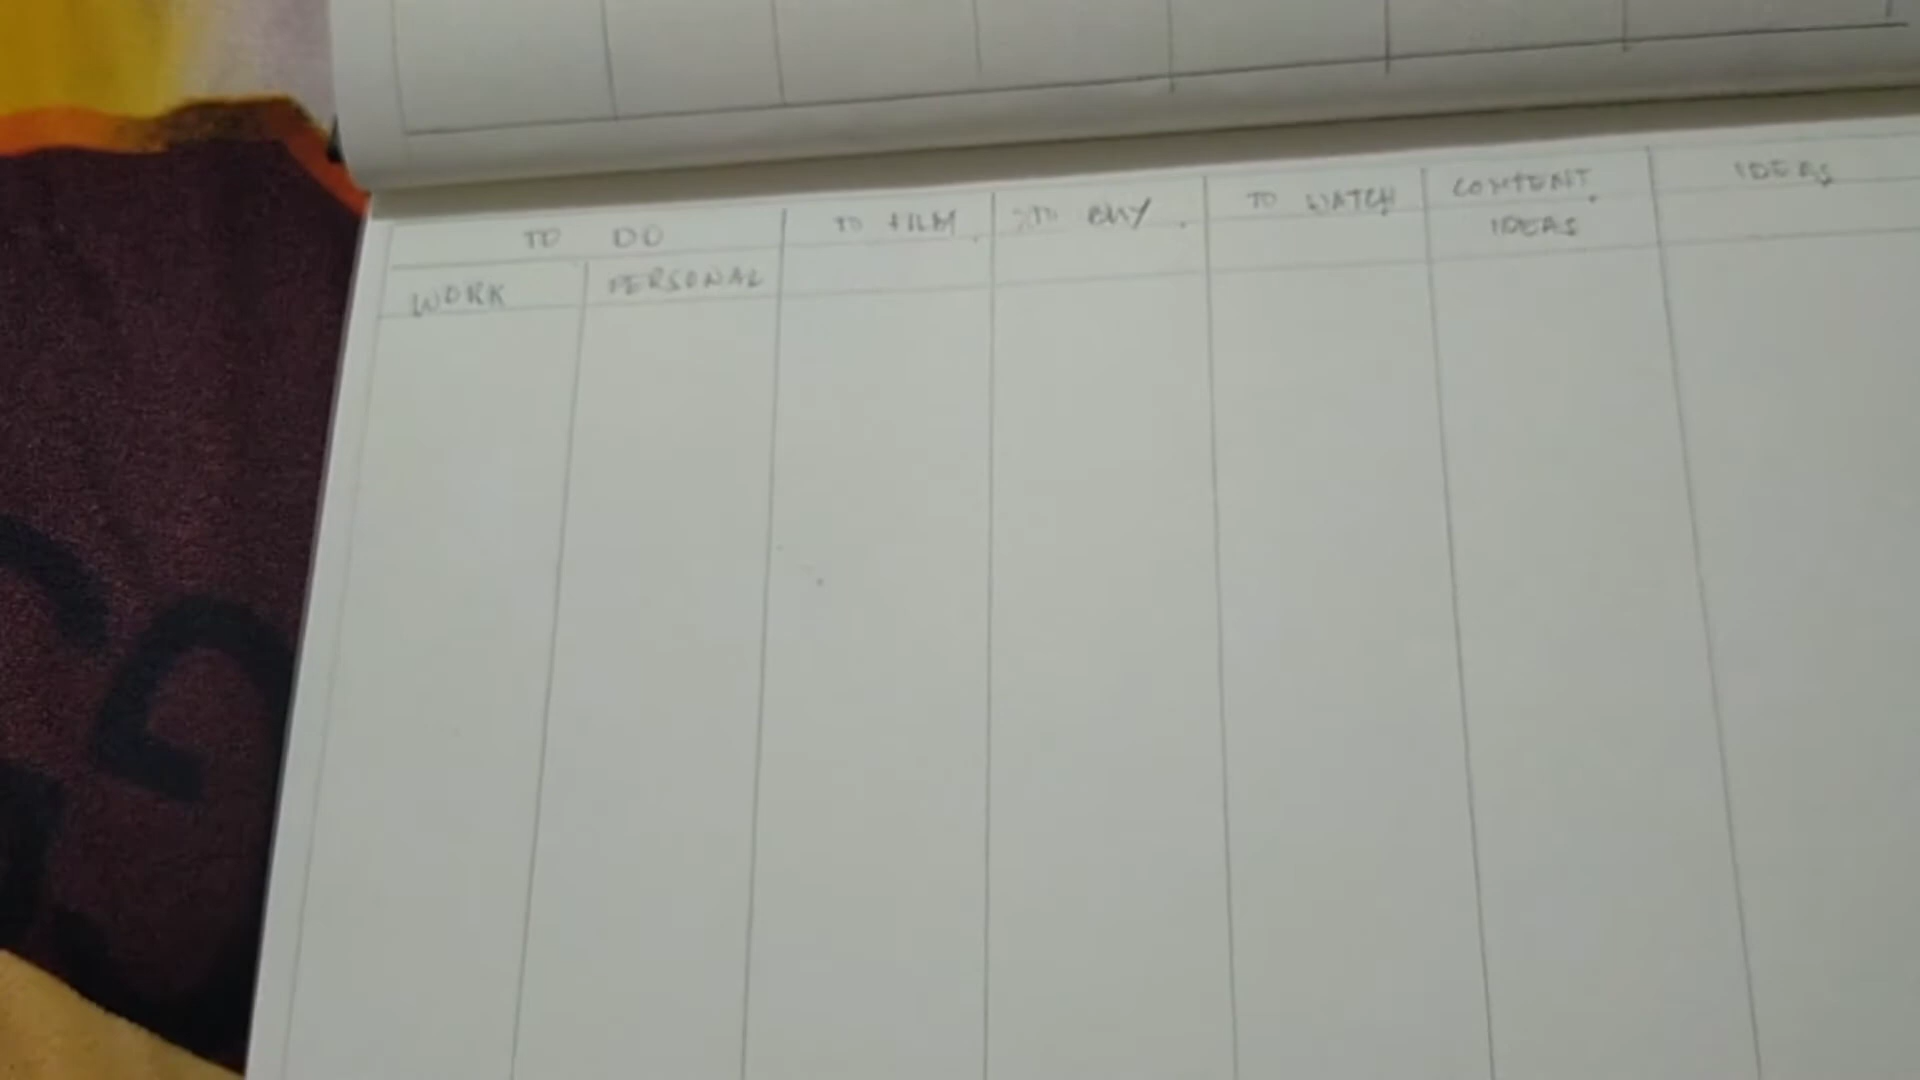 TO DO
TO FILM
TO BUY
TO WATCH
CONTENT
IDEAS
IDEAS
WORK
PERSONAL